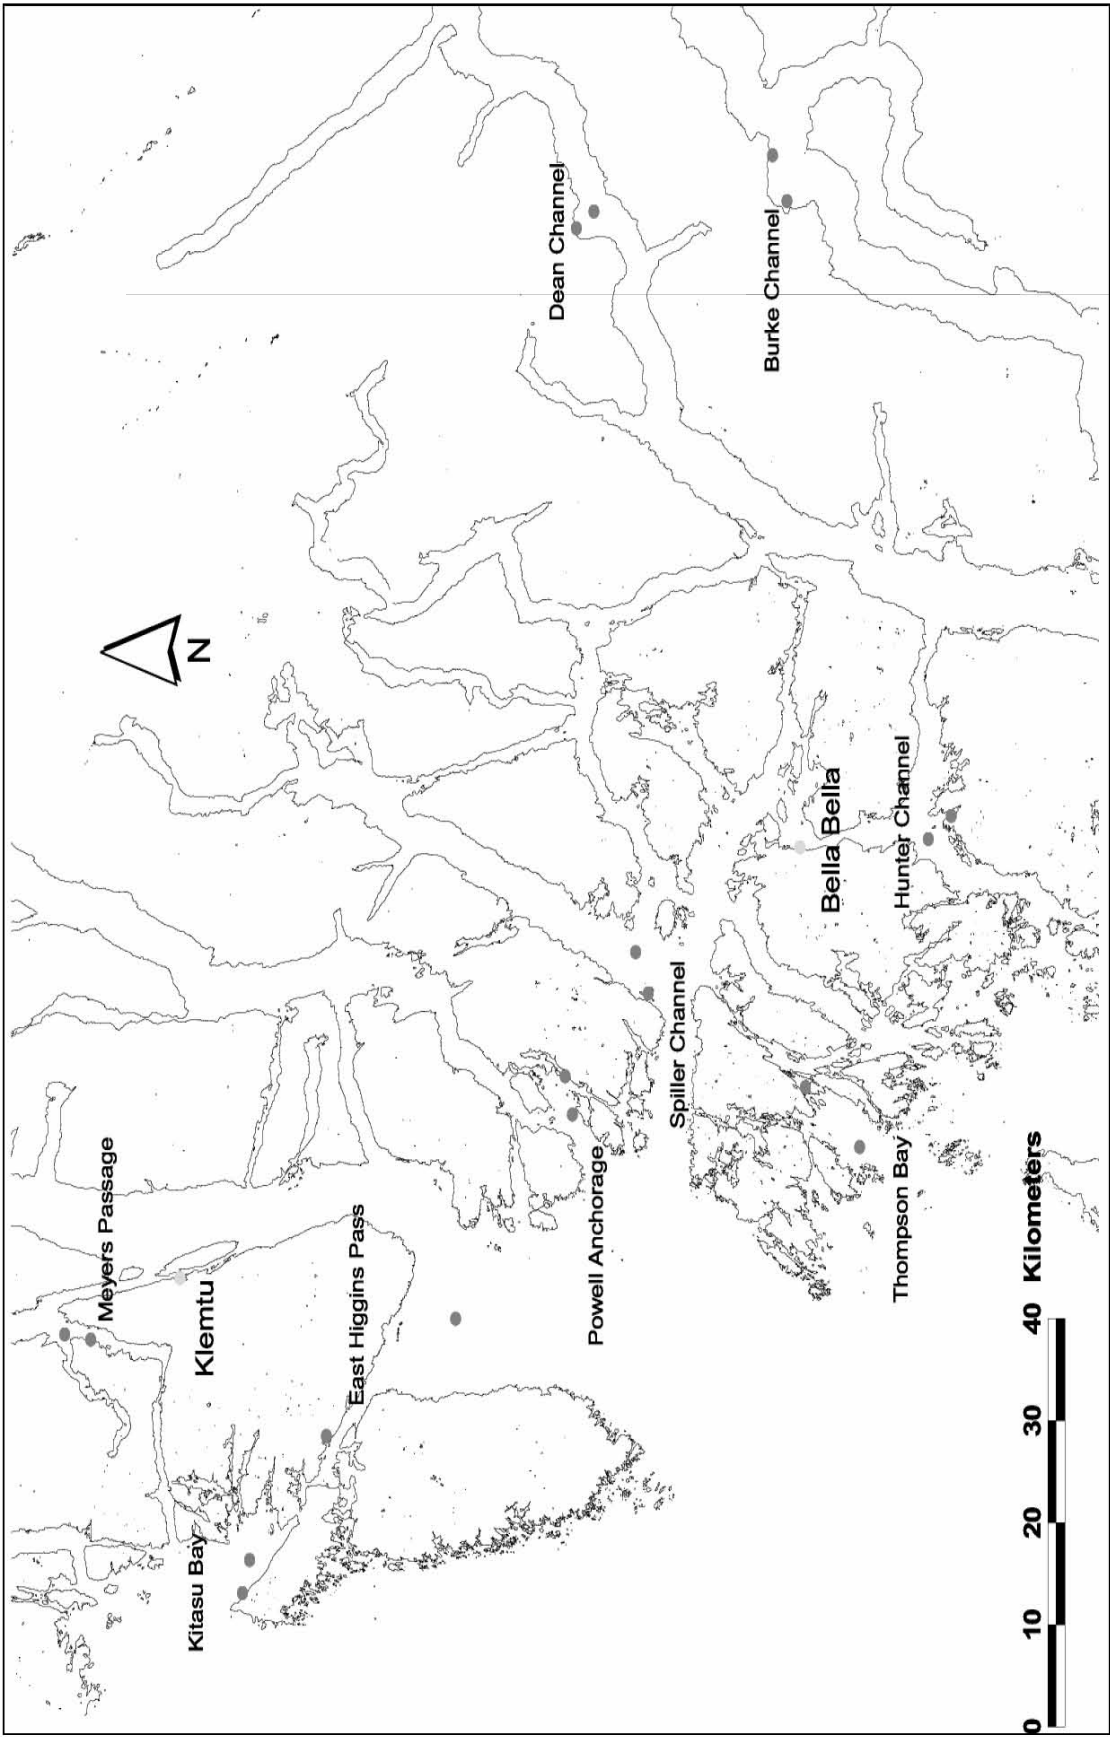 N
Meyers Passage
Klemtu
Kitasu Bay
East Higgins Pass
Dean Channel
Powell Anchorage
Spiller Channel
Burke Channel
Bella Bella
Hunter Channel
Thompson Bay
0 10 20 30 40 Kilometers